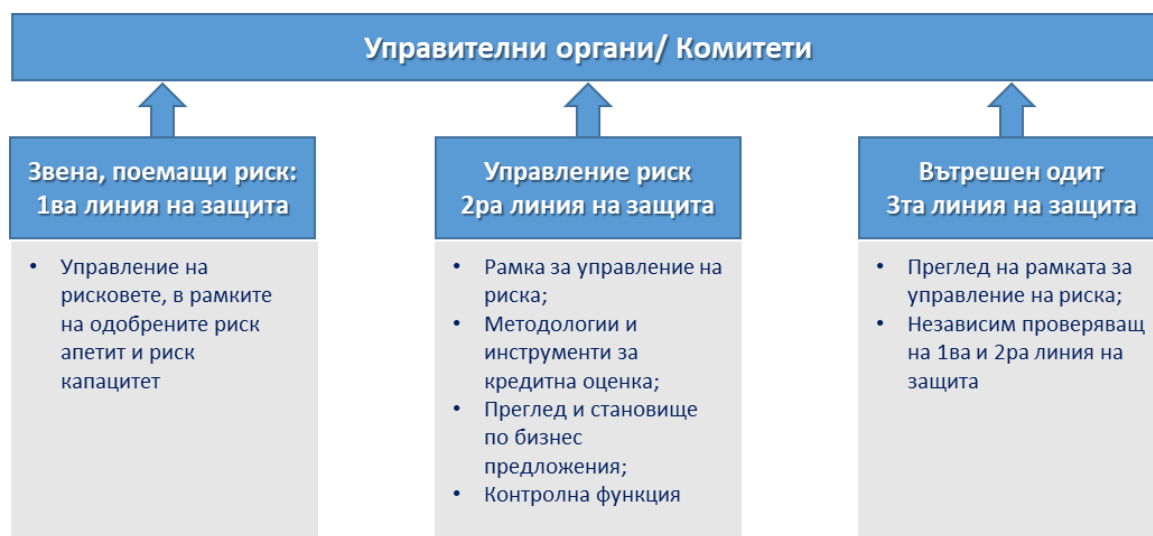 Управителни органи/ Комитети
Звена, поемащи риск:
1ва линия на защита
• Управление на
рисковете, в рамките
на одобрените риск
апетит и риск
капацитет
Управление риск
2ра линия на защита
• Рамка за управление на
риска;
• Методологии и
инструменти за
кредитна оценка;
• Преглед и становище
по бизнес
предложения;
• Контролна функция
Вътрешен одит
3та линия на защита
• Преглед на рамката за
управление на риска;
• Независим проверяващ
на 1ва и 2ра линия на
защита